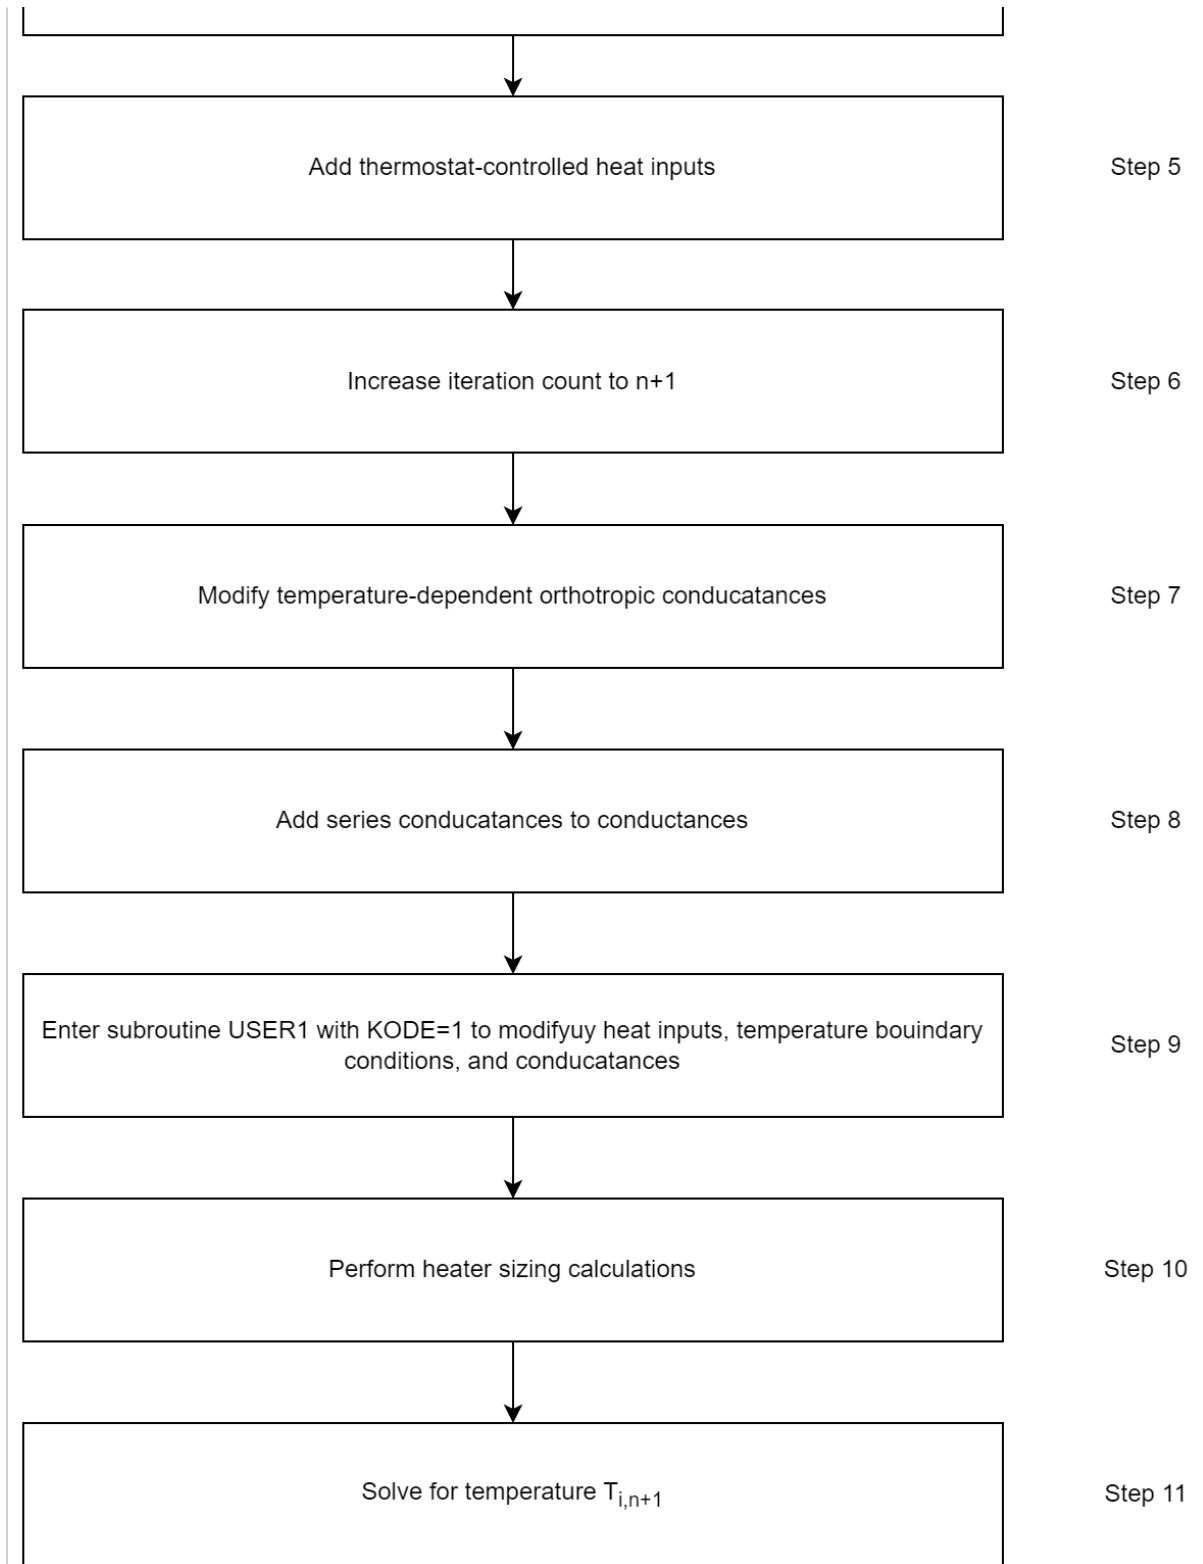 Add thermostat-controlled heat inputs
Step 5
Increase iteration count to n+1
Step 6
Modify temperature-dependent orthotropic conducatances
Step 7
Add series conducatances to conductances
Step 8
Enter subroutine USER1 with KODE=1 to modifyuy heat inputs, temperature bouindary
conditions, and conducatances
Step 9
Perform heater sizing calculations
Step 10
Solve for temperature Ti,n+1
Step 11